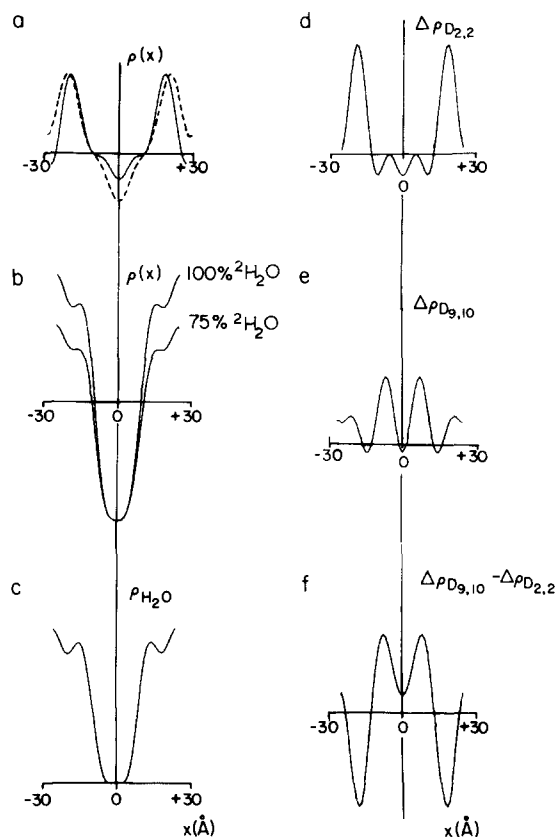 a
ρ(x)
-30
+30
b
ρ(x)
100% ²H₂O
75% ²H₂O
-30
0
+30
c
ρH₂O
-30
0
+30
x(Å)
d
ΔρD₂,₂
-30
0
+30
e
ΔρD₉,₁₀
-30
0
+30
f
ΔρD₉,₁₀ -ΔρD₂,₂
-30
0
+30
x(Å)